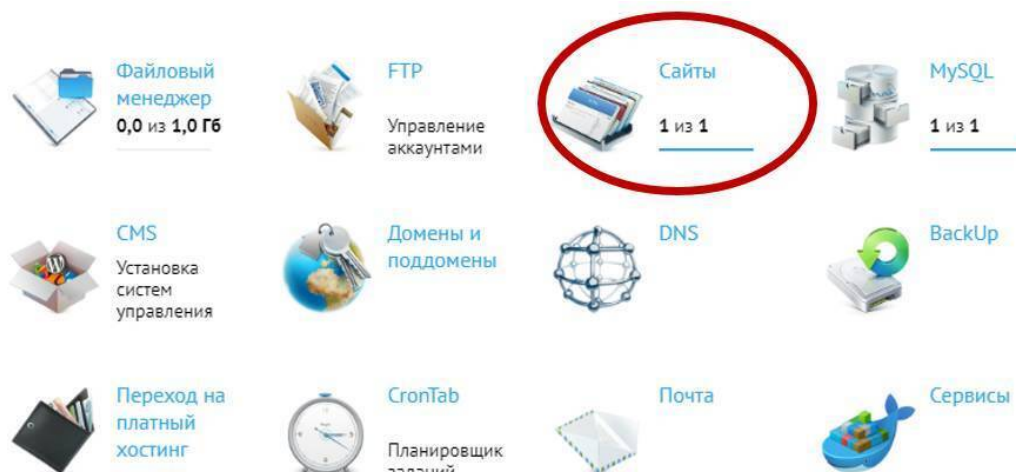 Файловый
менеджер
0,0 из 1,0 Гб
FTP
Управление
аккаунтами
Сайты
1 из 1
MySQL
1 из 1
CMS
Установка
систем
управления
Домены и
поддомены
DNS
BackUp
Переход на
платный
хостинг
CronTab
Планировщик
заданий
Почта
Сервисы